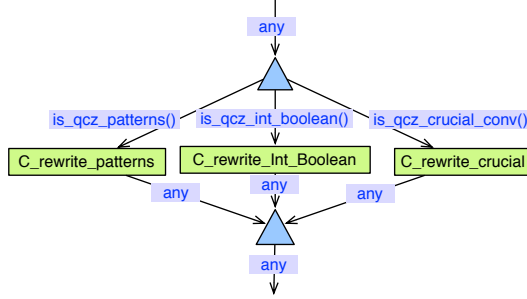 any
is_qcz_patterns()
is_qcz_int_boolean()
is_qcz_crucial_conv()
C_rewrite_patterns
C_rewrite_Int_Boolean
C_rewrite_crucial
any
any
any
any